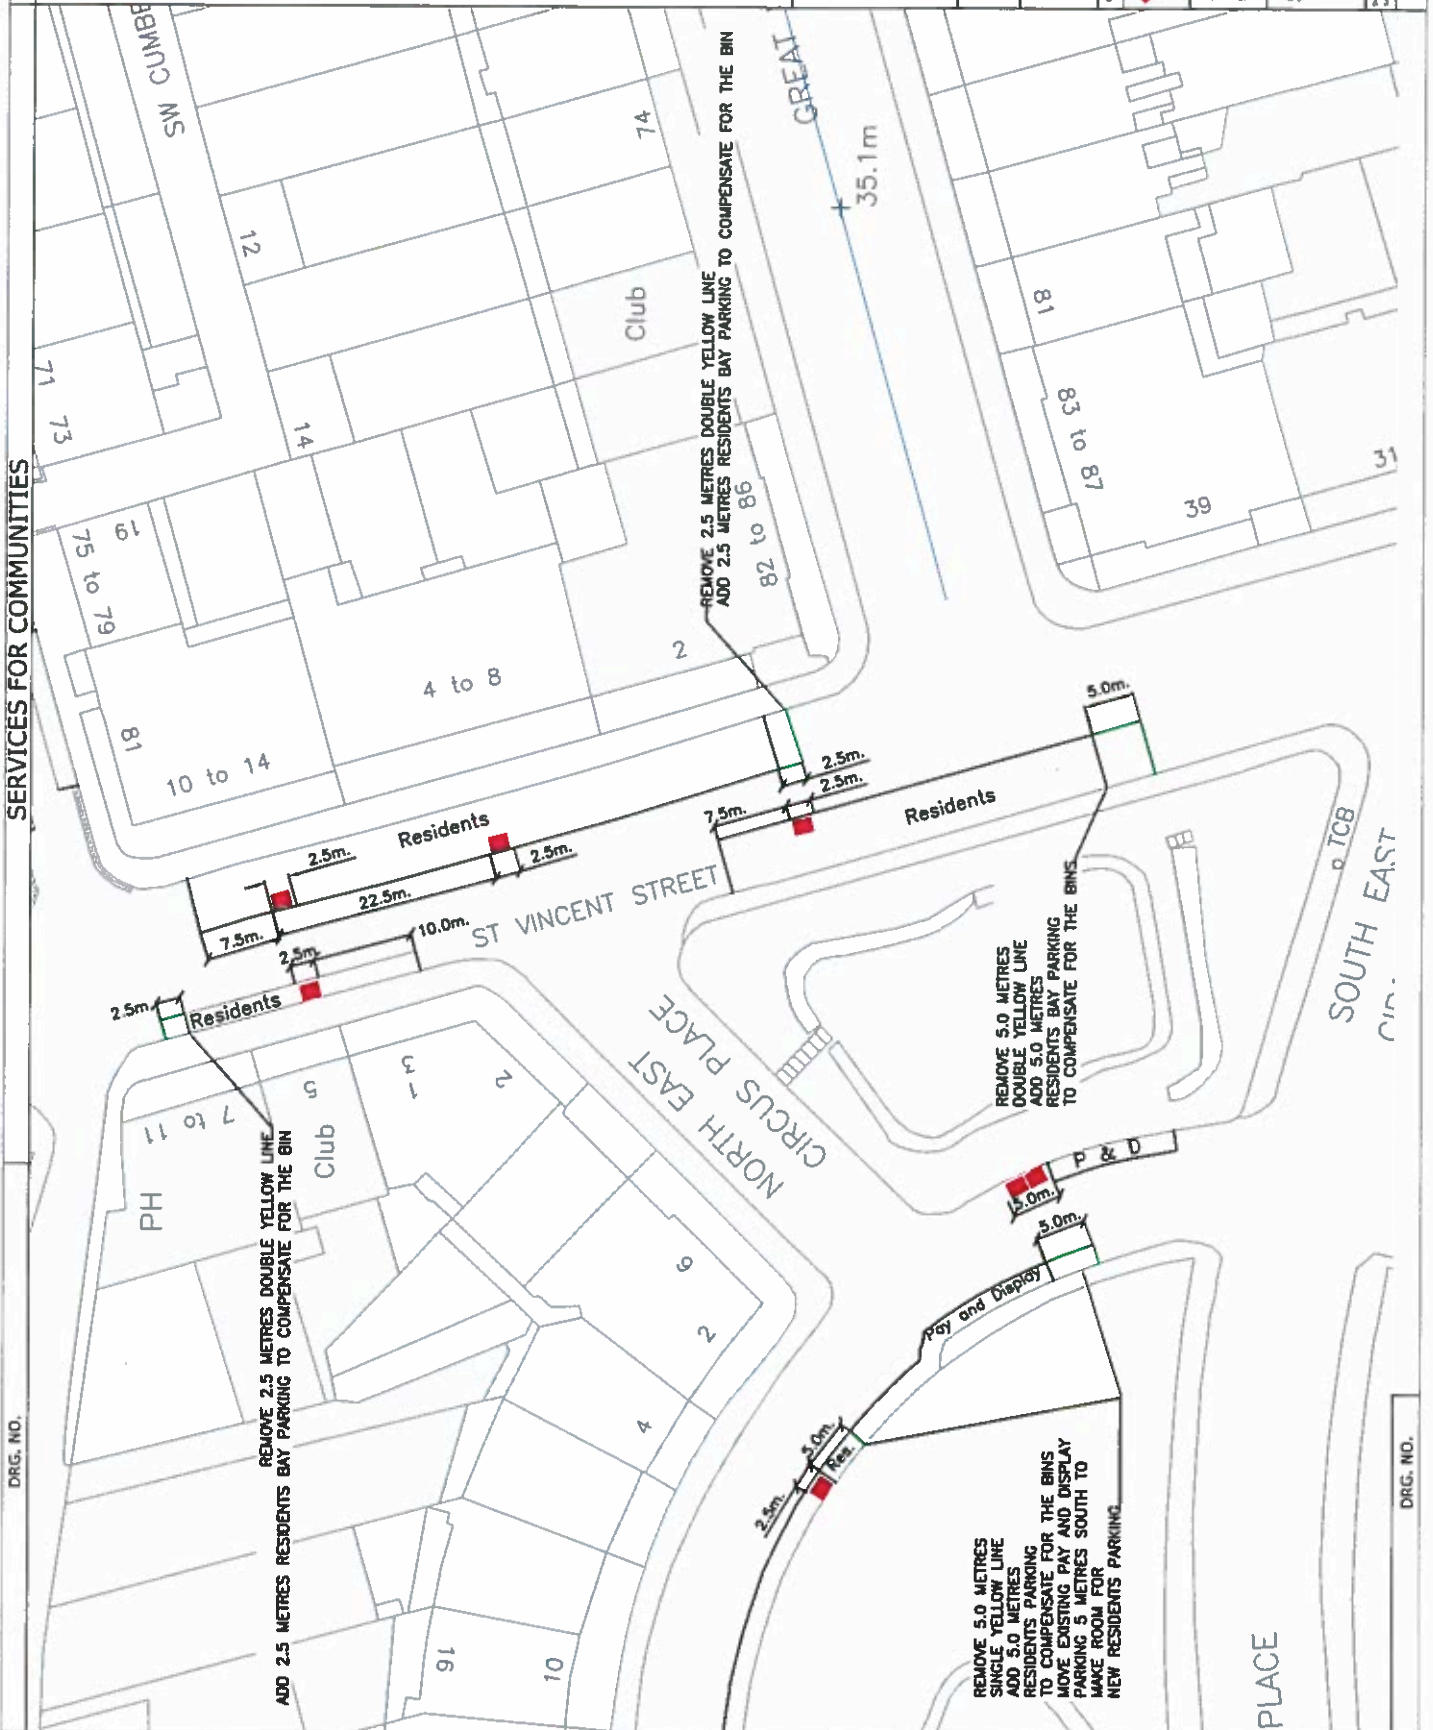 SERVICES FOR COMMUNITIES
DRG. NO.
SW CUMBE
71
73
12
14
74
Club
GREAT
35.1m
REMOVE 2.5 METRES DOUBLE YELLOW LINE
ADD 2.5 METRES RESIDENTS BAY PARKING TO COMPENSATE FOR THE BIN
75 to 79
19
81
10 to 14
4 to 8
2
82 to 86
81
83 to 87
39
31
Residents
2.5m.
22.5m.
2.5m.
7.5m.
2.5m.
10.0m.
ST VINCENT STREET
2.5m.
2.5m.
7.5m.
Residents
5.0m.
2.5m.
Residents
7 to 11
5
3
1
2
Club
PH
REMOVE 2.5 METRES DOUBLE YELLOW LINE
ADD 2.5 METRES RESIDENTS BAY PARKING TO COMPENSATE FOR THE BIN
NORTH EAST
CIRCUS PLACE
REMOVE 5.0 METRES
DOUBLE YELLOW LINE
ADD 5.0 METRES
RESIDENTS BAY PARKING
TO COMPENSATE FOR THE BINS
TCB
SOUTH EAST
P & D
5.0m.
5.0m.
Pay and Display
6
2
4
16
10
5.0m.
Res.
2.5m.
REMOVE 5.0 METRES
SINGLE YELLOW LINE
ADD 5.0 METRES
RESIDENTS PARKING
TO COMPENSATE FOR THE BINS
MOVE EXISTING PAY AND DISPLAY
PARKING 5 METRES SOUTH TO
MAKE ROOM FOR
NEW RESIDENTS PARKING
PLACE
DRG. NO.